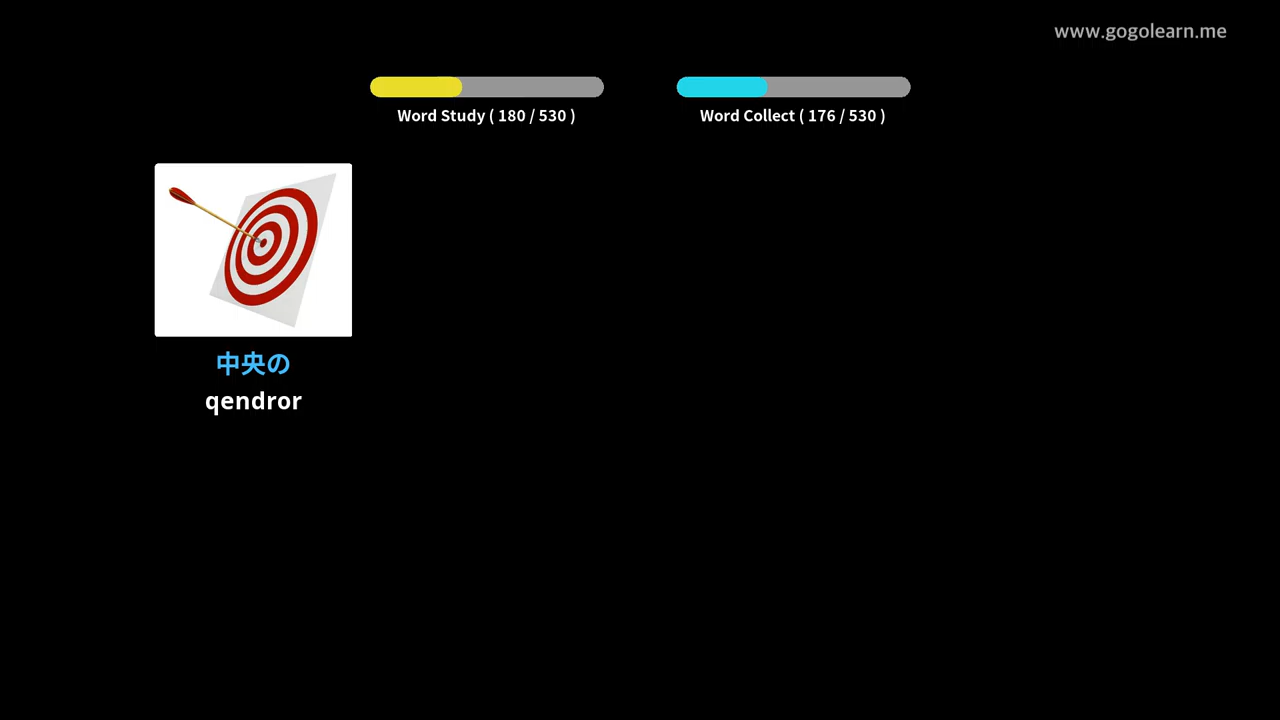 www.gogolearn.me
Word Study ( 180 / 530 )
Word Collect ( 176 / 530 )
中央の
qendror